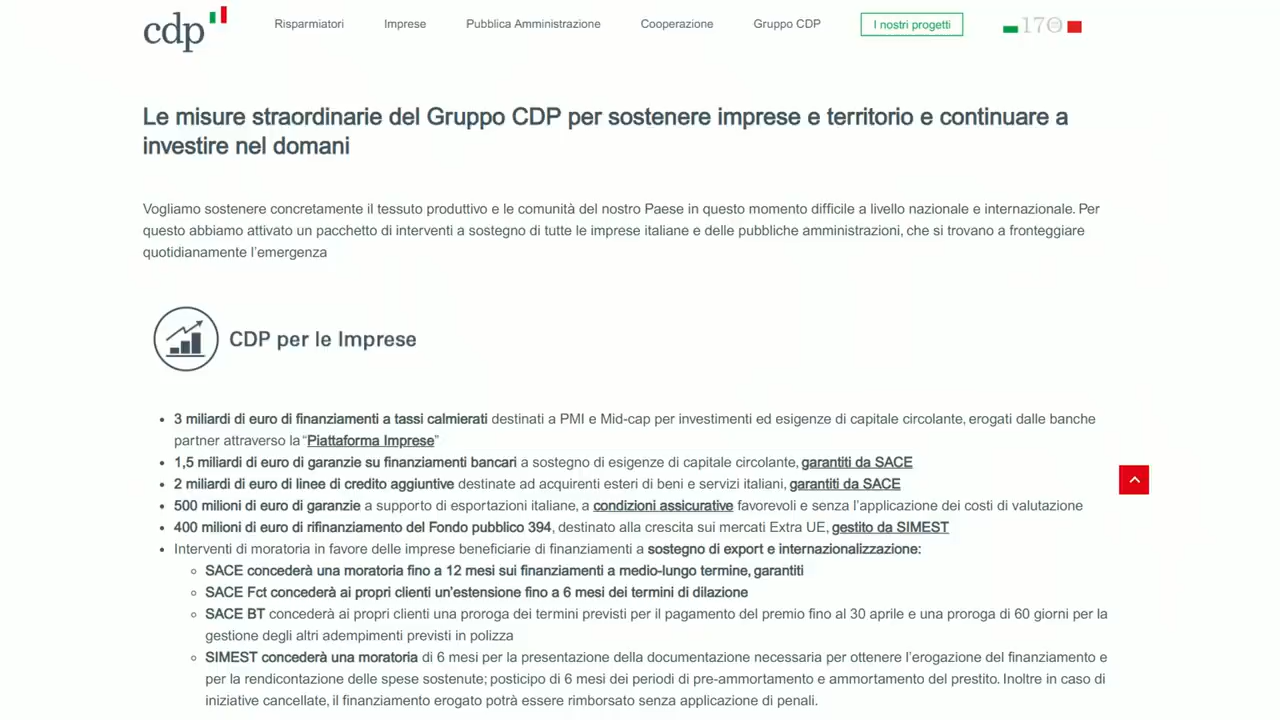 cdp
Risparmiatori Imprese Pubblica Amministrazione Cooperazione Gruppo CDP I nostri progetti 170
Le misure straordinarie del Gruppo CDP per sostenere imprese e territorio e continuare a
investire nel domani
Vogliamo sostenere concretamente il tessuto produttivo e le comunità del nostro Paese in questo momento difficile a livello nazionale e internazionale. Per
questo abbiamo attivato un pacchetto di interventi a sostegno di tutte le imprese italiane e delle pubbliche amministrazioni, che si trovano a fronteggiare
quotidianamente l'emergenza
CDP per le Imprese
• 3 miliardi di euro di finanziamenti a tassi calmierati destinati a PMI e Mid-cap per investimenti ed esigenze di capitale circolante, erogati dalle banche
partner attraverso la "Piattaforma Imprese"
• 1,5 miliardi di euro di garanzie su finanziamenti bancari a sostegno di esigenze di capitale circolante, garantiti da SACE
• 2 miliardi di euro di linee di credito aggiuntive destinate ad acquirenti esteri di beni e servizi italiani, garantiti da SACE
• 500 milioni di euro di garanzie a supporto di esportazioni italiane, a condizioni assicurative favorevoli e senza l'applicazione dei costi di valutazione
• 400 milioni di euro di rifinanziamento del Fondo pubblico 394, destinato alla crescita sui mercati Extra UE, gestito da SIMEST
• Interventi di moratoria in favore delle imprese beneficiarie di finanziamenti a sostegno di export e internazionalizzazione:
◦ SACE concederà una moratoria fino a 12 mesi sui finanziamenti a medio-lungo termine, garantiti
◦ SACE Fct concederà ai propri clienti un'estensione fino a 6 mesi dei termini di dilazione
◦ SACE BT concederà ai propri clienti una proroga dei termini previsti per il pagamento del premio fino al 30 aprile e una proroga di 60 giorni per la
gestione degli altri adempimenti previsti in polizza
◦ SIMEST concederà una moratoria di 6 mesi per la presentazione della documentazione necessaria per ottenere l'erogazione del finanziamento e
per la rendicontazione delle spese sostenute; posticipo di 6 mesi dei periodi di pre-ammortamento e ammortamento del prestito. Inoltre in caso di
iniziative cancellate, il finanziamento erogato potrà essere rimborsato senza applicazione di penali.